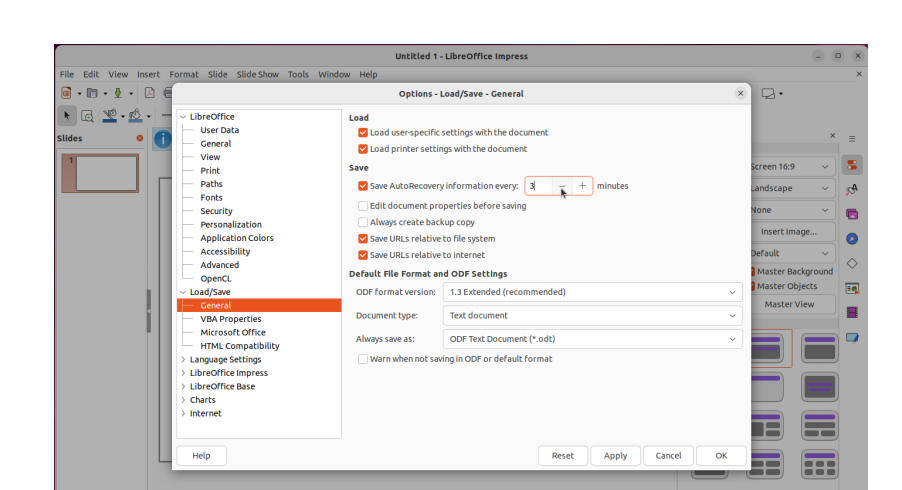 Untitled 1 - LibreOffice Impress
File Edit View Insert Format Slide Slide Show Tools Window Help
Options - Load/Save - General
Slides
1
LibreOffice
User Data
General
View
Print
Paths
Fonts
Security
Personalization
Application Colors
Accessibility
Advanced
OpenCL
Load/Save
General
VBA Properties
Microsoft Office
HTML Compatibility
Language Settings
LibreOffice Impress
LibreOffice Base
Charts
Internet
Load
Load user-specific settings with the document
Load printer settings with the document
Save
Save AutoRecovery information every: 3 minutes
Edit document properties before saving
Always create backup copy
Save URLs relative to file system
Save URLs relative to internet
Default File Format and ODF Settings
ODF format version: 1.3 Extended (recommended)
Document type: Text document
Always save as: ODF Text Document (*.odt)
Warn when not saving in ODF or default format
Help Reset Apply Cancel OK
Screen 16:9
Landscape
None
Insert Image...
Default
Master Background
Master Objects
Master View